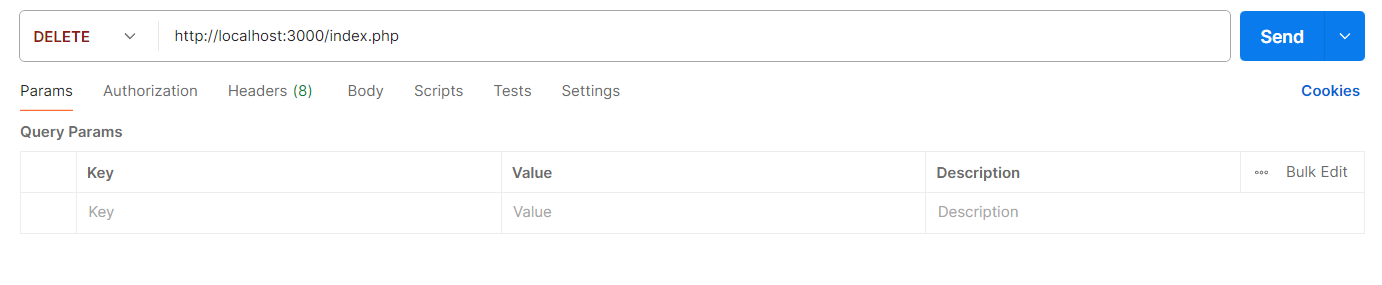 DELETE http://localhost:3000/index.php Send
Params Authorization Headers (8) Body Scripts Tests Settings Cookies
Query Params
Key Value Description Bulk Edit
Key Value Description